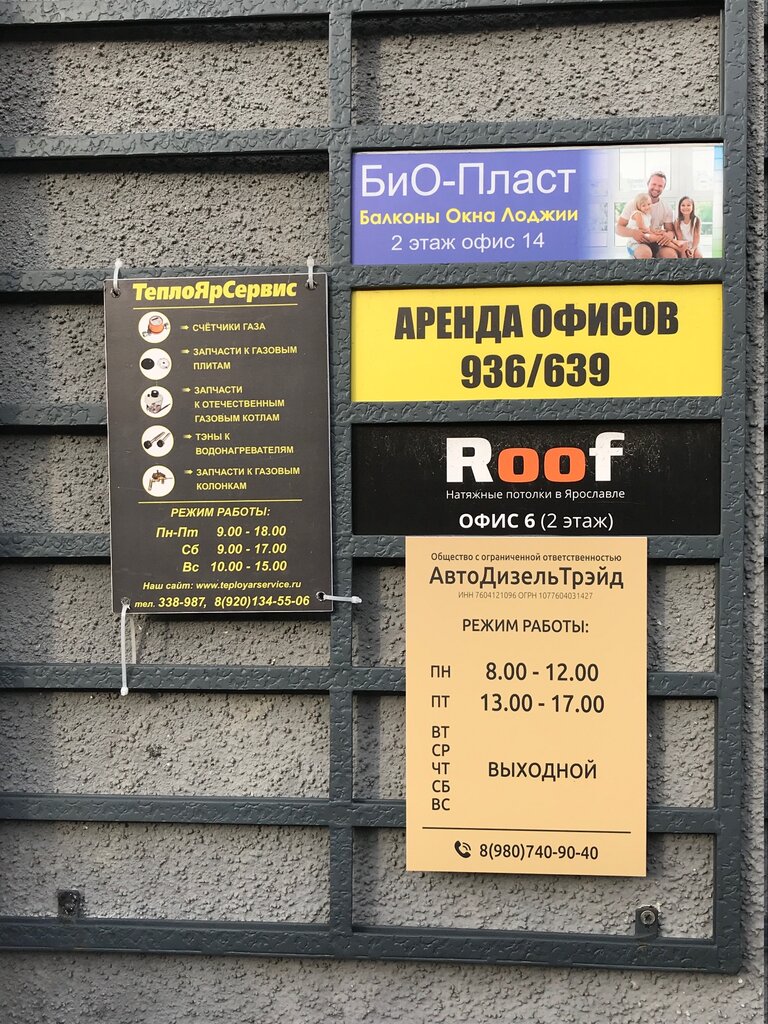 БиО-Пласт
Балконы Окна Лоджии
2 этаж офис 14
АРЕНДА ОФИСОВ
936/639
Roof
Натяжные потолки в Ярославле
ОФИС 6 (2 этаж)
ТеплоЯрСервис
СЧЁТЧИКИ ГАЗА
ЗАПЧАСТИ К ГАЗОВЫМ
ПЛИТАМ
ЗАПЧАСТИ
К ОТЕЧЕСТВЕННЫМ
ГАЗОВЫМ КОТЛАМ
ТЭНЫ К
ВОДОНАГРЕВАТЕЛЯМ
ЗАПЧАСТИ К ГАЗОВЫМ
КОЛОНКАМ
РЕЖИМ РАБОТЫ:
Пн-Пт 9.00 - 18.00
Сб 9.00 - 17.00
Вс 10.00 - 15.00
Наш сайт: www.teployarservice.ru
тел. 338-987, 8(920)134-55-06
Общество с ограниченной ответственностью
АвтоДизельТрэйд
ИНН 7604121096 ОГРН 1077604031427
РЕЖИМ РАБОТЫ:
ПН 8.00 - 12.00
ПТ 13.00 - 17.00
ВТ
СР
ЧТ ВЫХОДНОЙ
СБ
ВС
8(980)740-90-40